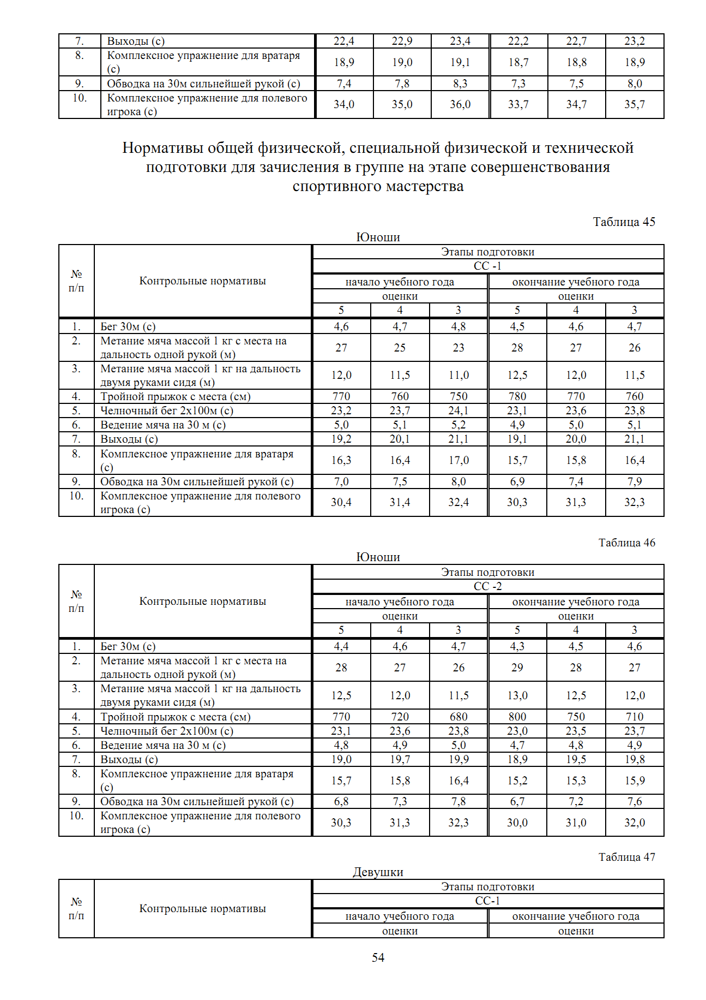 7. Выходы (с) 22,4 22,9 23,4 22,2 22,7 23,2
8. Комплексное упражнение для вратаря
(с) 18,9 19,0 19,1 18,7 18,8 18,9
9. Обводка на 30м сильнейшей рукой (с) 7,4 7,8 8,3 7,3 7,5 8,0
10. Комплексное упражнение для полевого
игрока (с) 34,0 35,0 36,0 33,7 34,7 35,7
Нормативы общей физической, специальной физической и технической
подготовки для зачисления в группе на этапе совершенствования
спортивного мастерства
Таблица 45
Юноши
№
п/п
Контрольные нормативы
Этапы подготовки
СС -1
начало учебного года окончание учебного года
оценки оценки
5 4 3 5 4 3
1. Бег 30м (с) 4,6 4,7 4,8 4,5 4,6 4,7
2. Метание мяча массой 1 кг с места на
дальность одной рукой (м) 27 25 23 28 27 26
3. Метание мяча массой 1 кг на дальность
двумя руками сидя (м) 12,0 11,5 11,0 12,5 12,0 11,5
4. Тройной прыжок с места (см) 770 760 750 780 770 760
5. Челночный бег 2х100м (с) 23,2 23,7 24,1 23,1 23,6 23,8
6. Ведение мяча на 30 м (с) 5,0 5,1 5,2 4,9 5,0 5,1
7. Выходы (с) 19,2 20,1 21,1 19,1 20,0 21,1
8. Комплексное упражнение для вратаря
(с) 16,3 16,4 17,0 15,7 15,8 16,4
9. Обводка на 30м сильнейшей рукой (с) 7,0 7,5 8,0 6,9 7,4 7,9
10. Комплексное упражнение для полевого
игрока (с) 30,4 31,4 32,4 30,3 31,3 32,3
Таблица 46
Юноши
№
п/п
Контрольные нормативы
Этапы подготовки
СС -2
начало учебного года окончание учебного года
оценки оценки
5 4 3 5 4 3
1. Бег 30м (с) 4,4 4,6 4,7 4,3 4,5 4,6
2. Метание мяча массой 1 кг с места на
дальность одной рукой (м) 28 27 26 29 28 27
3. Метание мяча массой 1 кг на дальность
двумя руками сидя (м) 12,5 12,0 11,5 13,0 12,5 12,0
4. Тройной прыжок с места (см) 770 720 680 800 750 710
5. Челночный бег 2х100м (с) 23,1 23,6 23,8 23,0 23,5 23,7
6. Ведение мяча на 30 м (с) 4,8 4,9 5,0 4,7 4,8 4,9
7. Выходы (с) 19,0 19,7 19,9 18,9 19,5 19,8
8. Комплексное упражнение для вратаря
(с) 15,7 15,8 16,4 15,2 15,3 15,9
9. Обводка на 30м сильнейшей рукой (с) 6,8 7,3 7,8 6,7 7,2 7,6
10. Комплексное упражнение для полевого
игрока (с) 30,3 31,3 32,3 30,0 31,0 32,0
Таблица 47
Девушки
№
п/п
Контрольные нормативы
Этапы подготовки
СС-1
начало учебного года окончание учебного года
оценки оценки
54